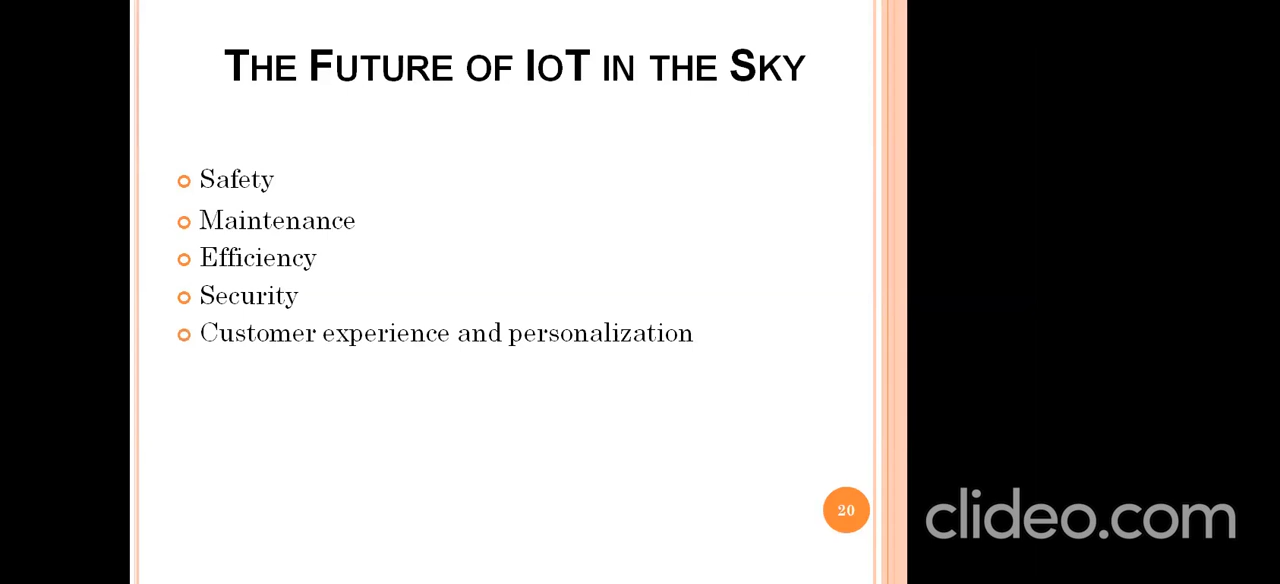 The Future of IoT in the Sky
Safety
Maintenance
Efficiency
Security
Customer experience and personalization
20
clideo.com